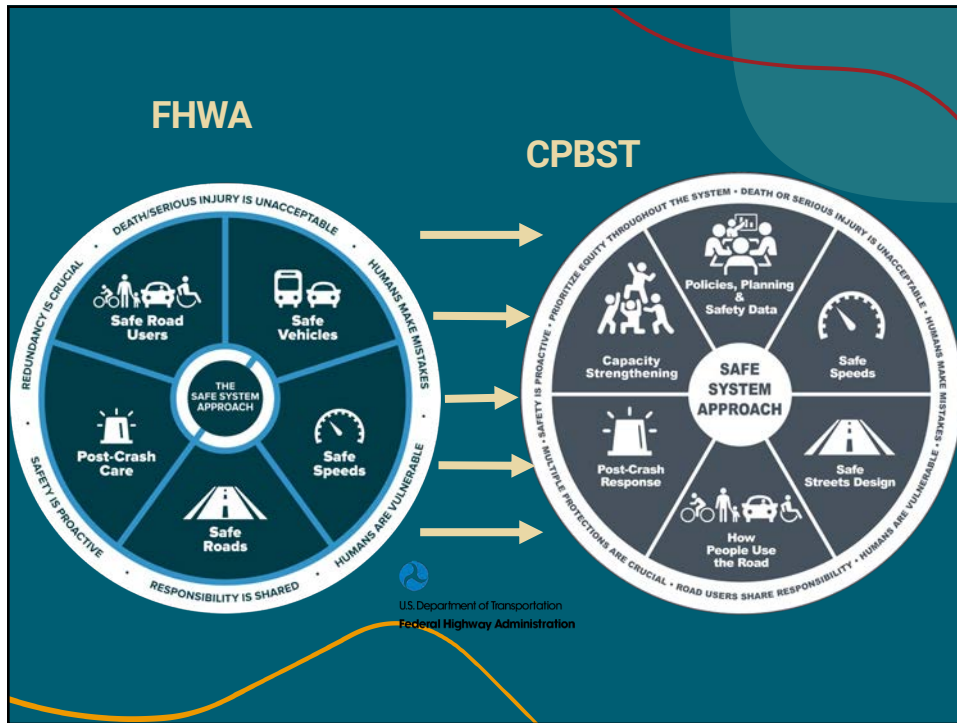 FHWA
CPBST
DEATH/SERIOUS INJURY IS UNACCEPTABLE • HUMANS MAKE MISTAKES • HUMANS ARE VULNERABLE • RESPONSIBILITY IS SHARED • SAFETY IS PROACTIVE • REDUNDANCY IS CRUCIAL •
Safe Road
Users
Safe
Vehicles
THE
SAFE SYSTEM
APPROACH
Post-Crash
Care
Safe
Speeds
Safe
Roads
PRIORITIZE EQUITY THROUGHOUT THE SYSTEM • DEATH OR SERIOUS INJURY IS UNACCEPTABLE • HUMANS MAKE MISTAKES • HUMANS ARE VULNERABLE • ROAD USERS SHARE RESPONSIBILITY • MULTIPLE PROTECTIONS ARE CRUCIAL • SAFETY IS PROACTIVE •
Policies, Planning
&
Safety Data
Capacity
Strengthening
SAFE
SYSTEM
APPROACH
Safe
Speeds
Post-Crash
Response
Safe
Streets Design
How
People Use
the Road
U.S. Department of Transportation
Federal Highway Administration